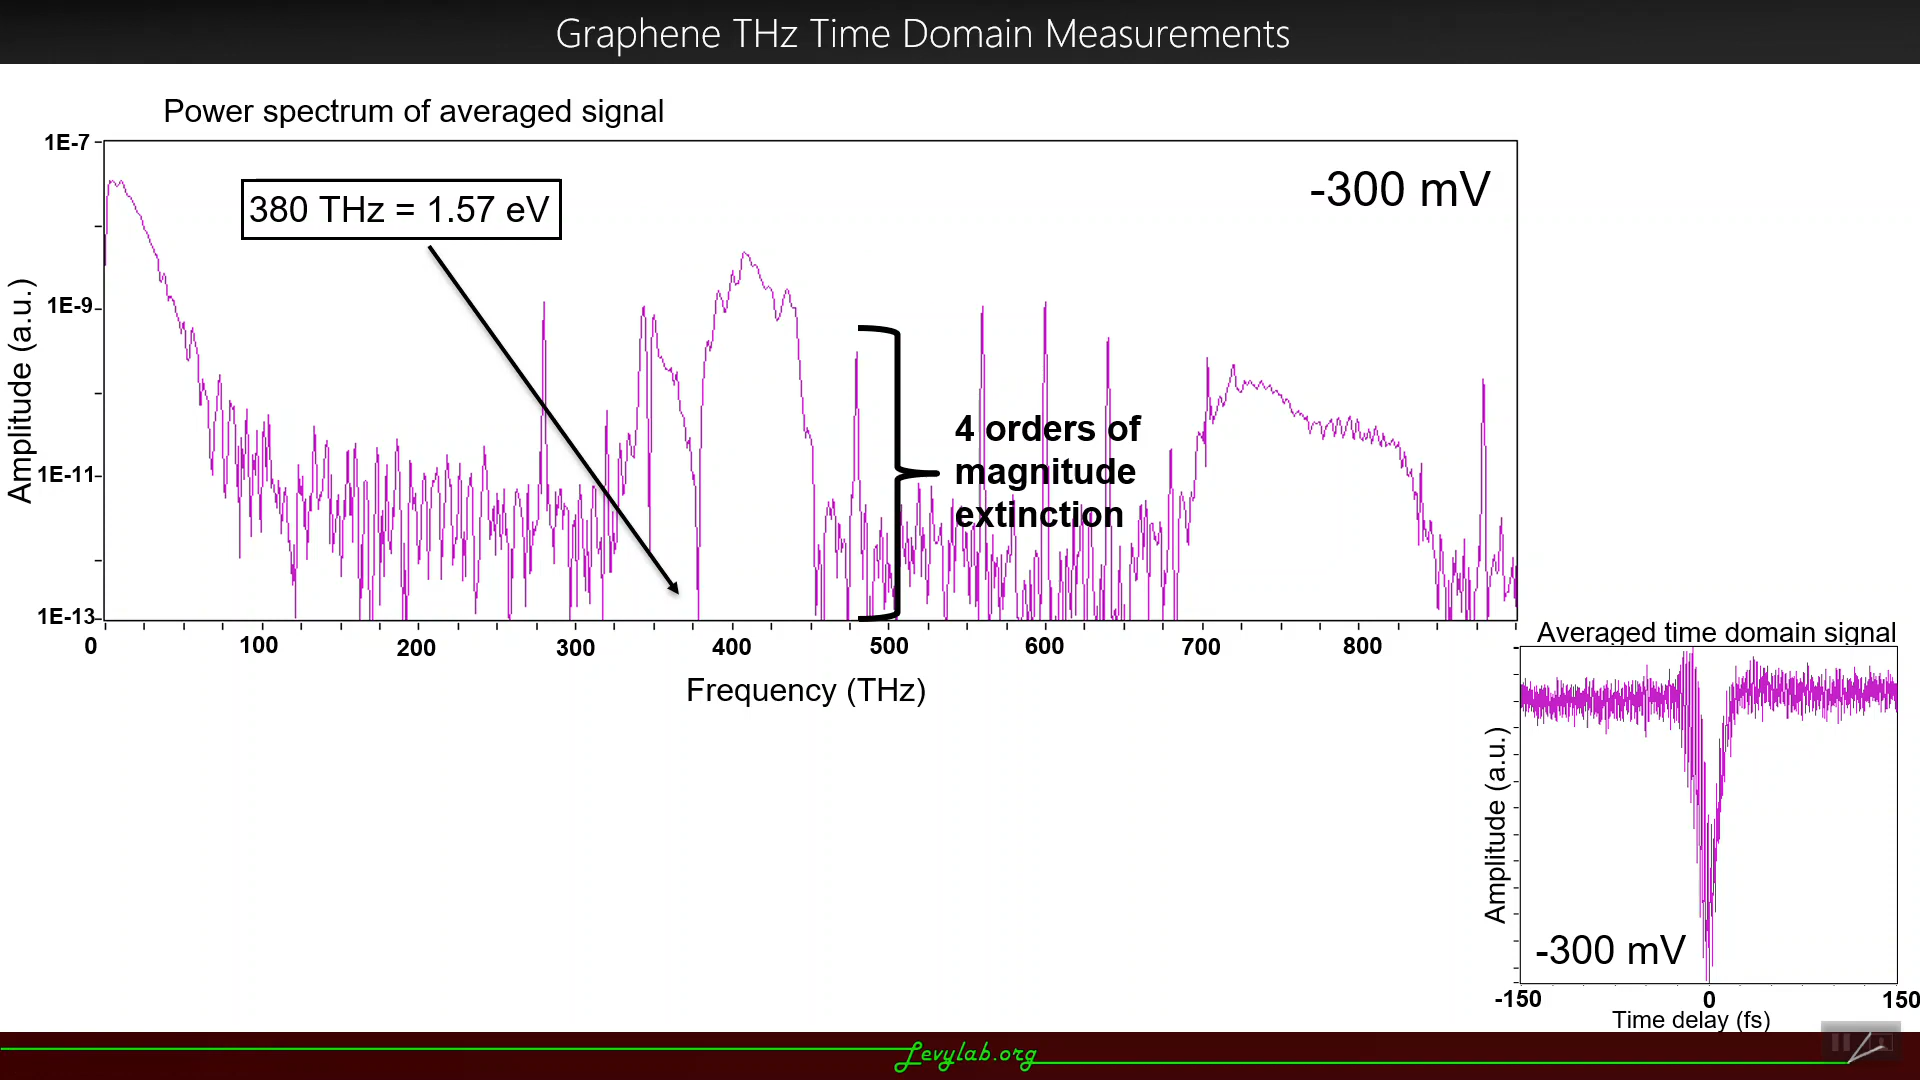 Graphene THz Time Domain Measurements
Power spectrum of averaged signal
1E-7
1E-9
1E-11
1E-13
Amplitude (a.u.)
380 THz = 1.57 eV
-300 mV
4 orders of
magnitude
extinction
0 100 200 300 400 500 600 700 800
Frequency (THz)
Averaged time domain signal
Amplitude (a.u.)
-300 mV
-150 0 150
Time delay (fs)
Levylab.org